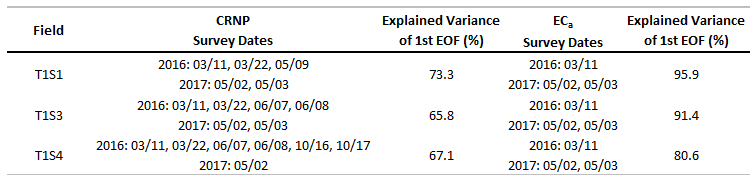 Field CRNP Survey Dates Explained Variance of 1st EOF (%) ECa Survey Dates Explained Variance of 1st EOF (%)
T1S1 2016: 03/11, 03/22, 05/09 2017: 05/02, 05/03 73.3 2016: 03/11 2017: 05/02, 05/03 95.9
T1S3 2016: 03/11, 03/22, 06/07, 06/08 2017: 05/02, 05/03 65.8 2016: 03/11 2017: 05/02, 05/03 91.4
T1S4 2016: 03/11, 03/22, 06/07, 06/08, 10/16, 10/17 2017: 05/02 67.1 2016: 03/11 2017: 05/02, 05/03 80.6